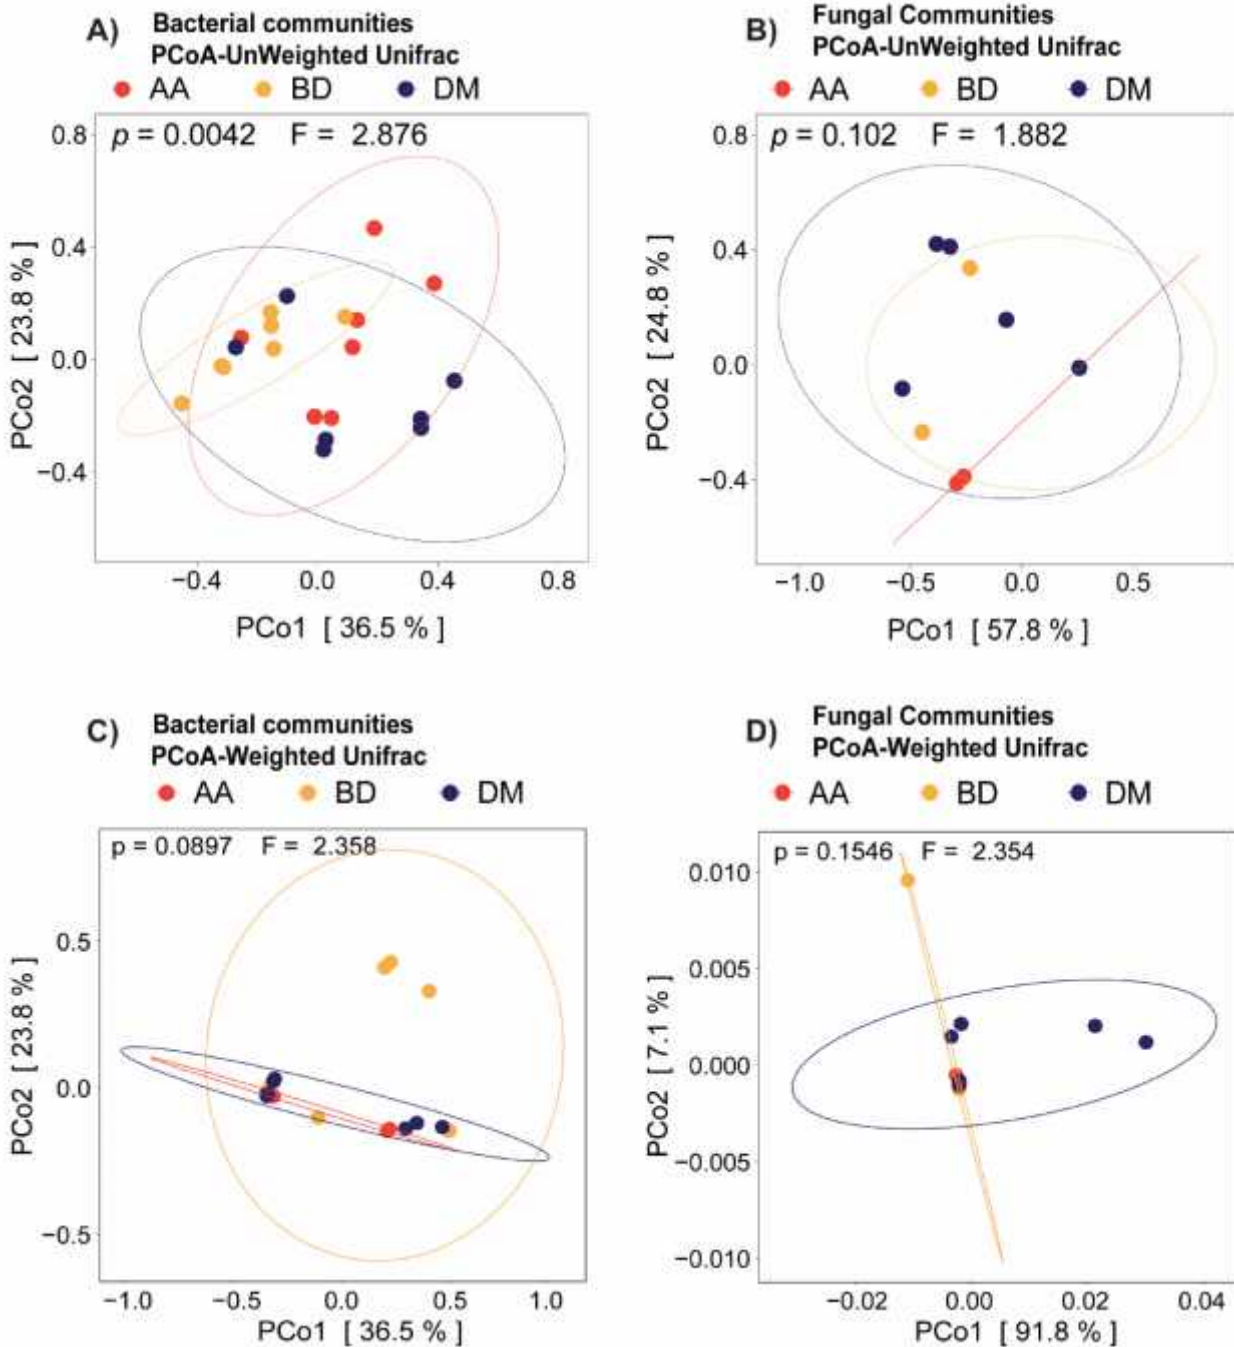 A) Bacterial communities
PCoA-UnWeighted Unifrac
AA BD DM
p = 0.0042 F = 2.876
0.8
0.4
0.0
−0.4
PCo2 [ 23.8 % ]
−0.4 0.0 0.4 0.8
PCo1 [ 36.5 % ]
B) Fungal Communities
PCoA-UnWeighted Unifrac
AA BD DM
p = 0.102 F = 1.882
0.8
0.4
0.0
−0.4
PCo2 [ 24.8 % ]
−1.0 −0.5 0.0 0.5
PCo1 [ 57.8 % ]
C) Bacterial communities
PCoA-Weighted Unifrac
AA BD DM
p = 0.0897 F = 2.358
0.5
0.0
−0.5
PCo2 [ 23.8 % ]
−1.0 −0.5 0.0 0.5 1.0
PCo1 [ 36.5 % ]
D) Fungal Communities
PCoA-Weighted Unifrac
AA BD DM
p = 0.1546 F = 2.354
0.010
0.005
0.000
−0.005
−0.010
PCo2 [ 7.1 % ]
−0.02 0.00 0.02 0.04
PCo1 [ 91.8 % ]